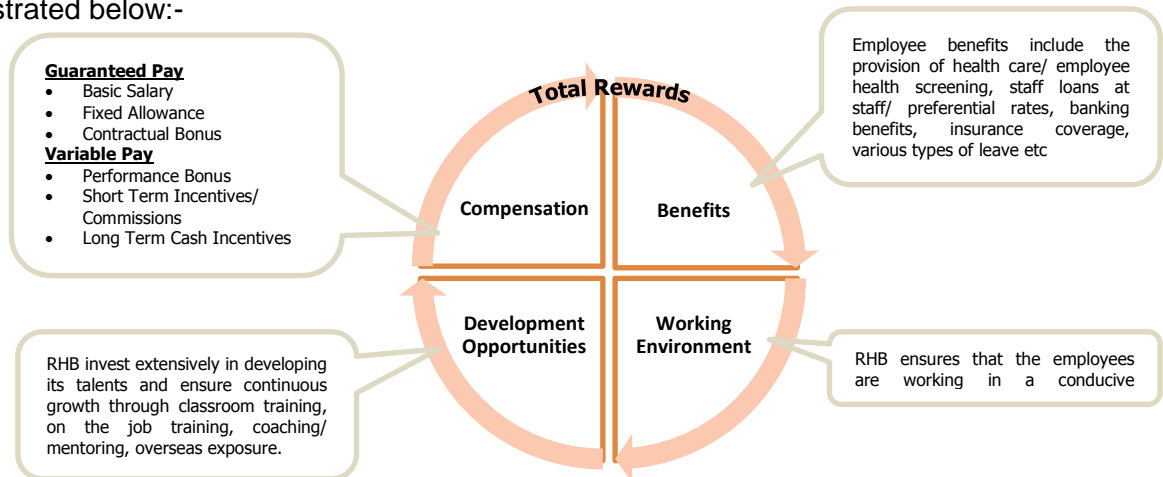 strated below:-
Guaranteed Pay
• Basic Salary
• Fixed Allowance
• Contractual Bonus
Variable Pay
• Performance Bonus
• Short Term Incentives/
Commissions
• Long Term Cash Incentives
Employee benefits include the
provision of health care/ employee
health screening, staff loans at
staff/ preferential rates, banking
benefits, insurance coverage,
various types of leave etc
Total Rewards
Compensation
Benefits
Development
Opportunities
Working
Environment
RHB invest extensively in developing
its talents and ensure continuous
growth through classroom training,
on the job training, coaching/
mentoring, overseas exposure.
RHB ensures that the employees
are working in a conducive